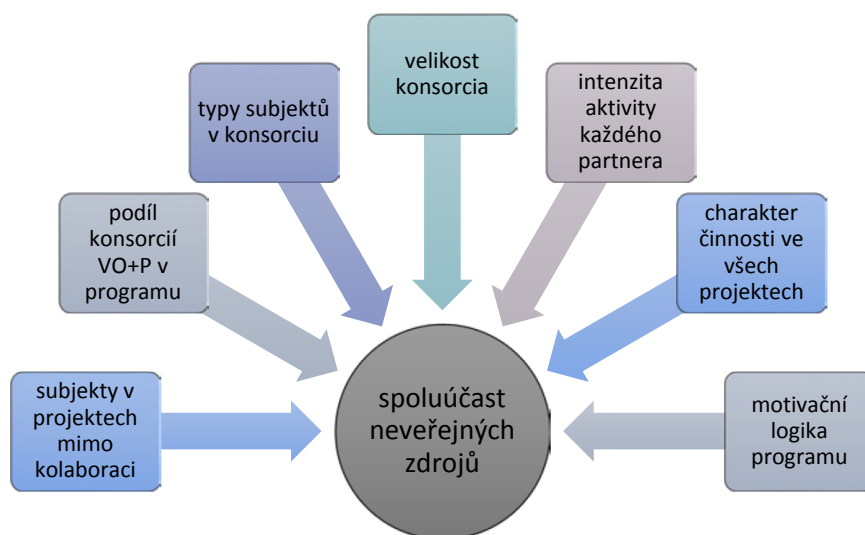 velikost
konsorcia
typy subjektů
v konsorciu
intenzita
aktivity
každého
partnera
podíl
konsorcií
VO+P v
programu
charakter
činnosti ve
všech
projektech
subjekty v
projektech
mimo
kolaboraci
spoluúčast
neveřejných
zdrojů
motivační
logika
programu